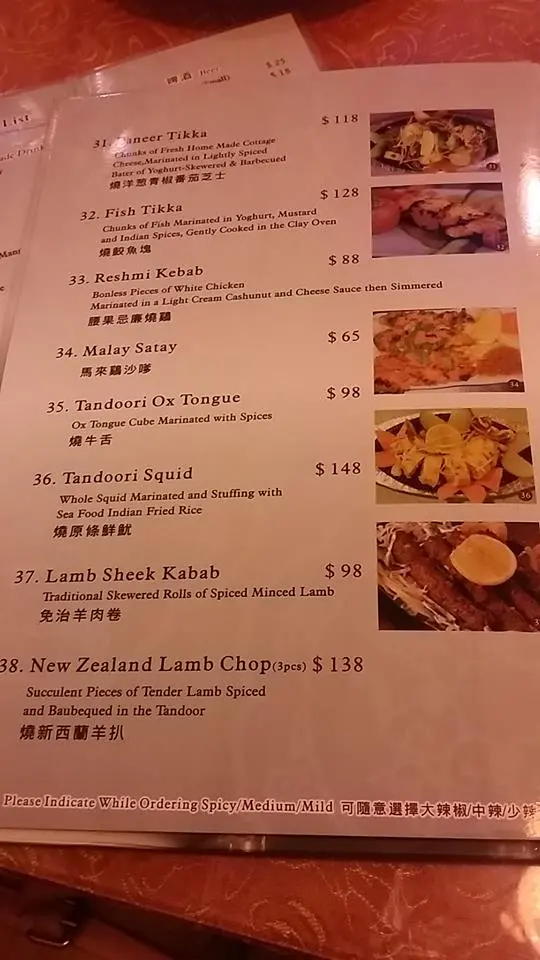 啤酒 Beer
$25
$18
List
31. Paneer Tikka $ 118
Chunks of Fresh Home Made Cottage
Cheese,Marinated in Lightly Spiced
Bater of Yoghurt-Skewered & Barbecued
燒洋葱青椒番茄芝士
32. Fish Tikka $ 128
Chunks of Fish Marinated in Yoghurt, Mustard
and Indian Spices, Gently Cooked in the Clay Oven
燒鮫魚塊
32
33. Reshmi Kebab $ 88
Bonless Pieces of White Chicken
Marinated in a Light Cream Cashunut and Cheese Sauce then Simmered
腰果忌廉燒鷄
34. Malay Satay $ 65
馬來鷄沙嗲
34
35. Tandoori Ox Tongue $ 98
Ox Tongue Cube Marinated with Spices
燒牛舌
36. Tandoori Squid $ 148
Whole Squid Marinated and Stuffing with
Sea Food Indian Fried Rice
燒原條鮮魷
36
37. Lamb Sheek Kabab $ 98
Traditional Skewered Rolls of Spiced Minced Lamb
免治羊肉卷
38. New Zealand Lamb Chop(3pcs) $ 138
Succulent Pieces of Tender Lamb Spiced
and Baubequed in the Tandoor
燒新西蘭羊扒
Please Indicate While Ordering Spicy/Medium/Mild 可隨意選擇大辣椒/中辣/少辣